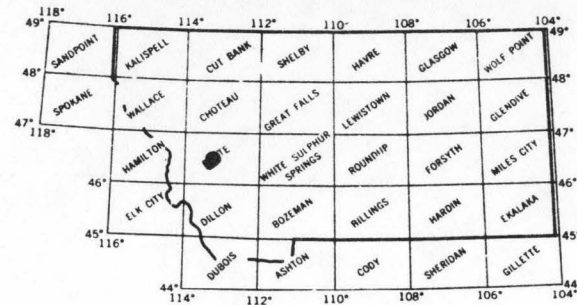 118° 116° 114° 112° 110° 108° 106° 104°
49° SANDPOINT KALISPELL CUT BANK SHELBY HAVRE GLASGOW WOLF POINT 49°
48° SPOKANE WALLACE CHOTEAU GREAT FALLS LEWISTOWN JORDAN GLENDIVE 48°
47° 118° HAMILTON TE WHITE SULPHUR SPRINGS ROUNDUP FORSYTH MILES CITY 47°
46° ELK CITY DILLON BOZEMAN RILLINGS HARDIN EKALAKA 46°
45° 116° DUBOIS ASHTON CODY SHERIDAN GILLETTE 45°
44° 114° 112° 110° 108° 106° 104° 44°